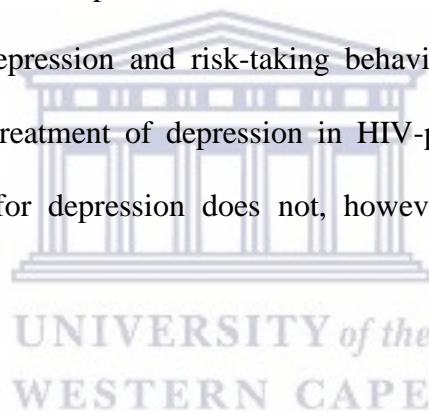 epression and risk-taking behavi
reatment of depression in HIV-p
for depression does not, howev
UNIVERSITY of the
WESTERN CAPE